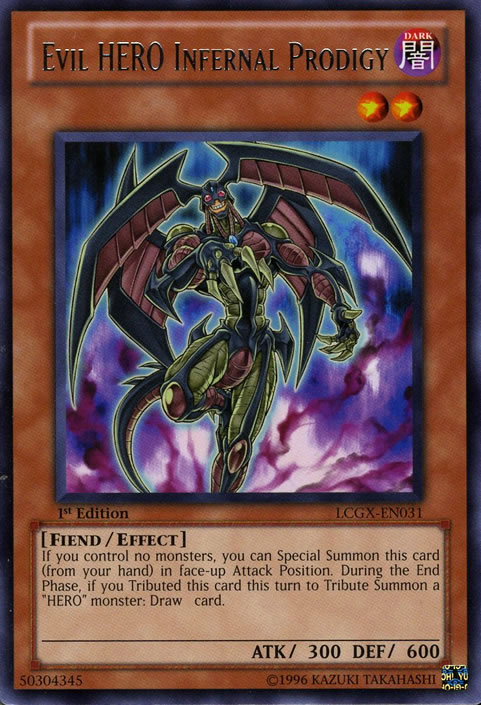 EVIL HERO INFERNAL PRODIGY
DARK
闇
1st Edition
LCGX-EN031
[FIEND / EFFECT]
If you control no monsters, you can Special Summon this card
(from your hand) in face-up Attack Position. During the End
Phase, if you Tributed this card this turn to Tribute Summon a
"HERO" monster: Draw card.
ATK/ 300 DEF/ 600
50304345
©1996 KAZUKI TAKAHASHI